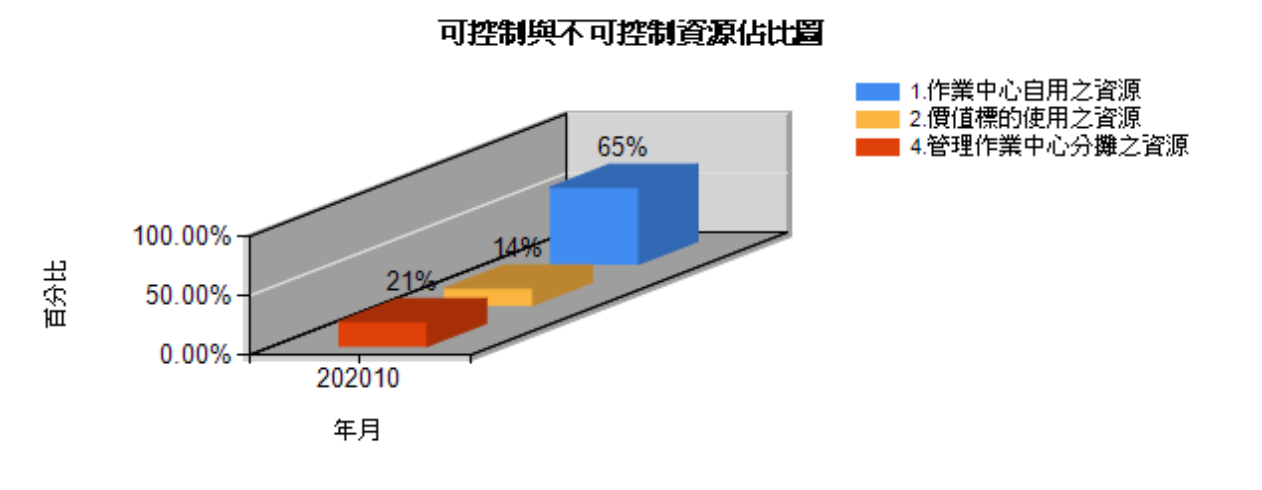 可控制與不可控制資源佔比圖
1.作業中心自用之資源
2.價值標的使用之資源
4.管理作業中心分攤之資源
65%
14%
21%
100.00%
50.00%
0.00%
百分比
202010
年月